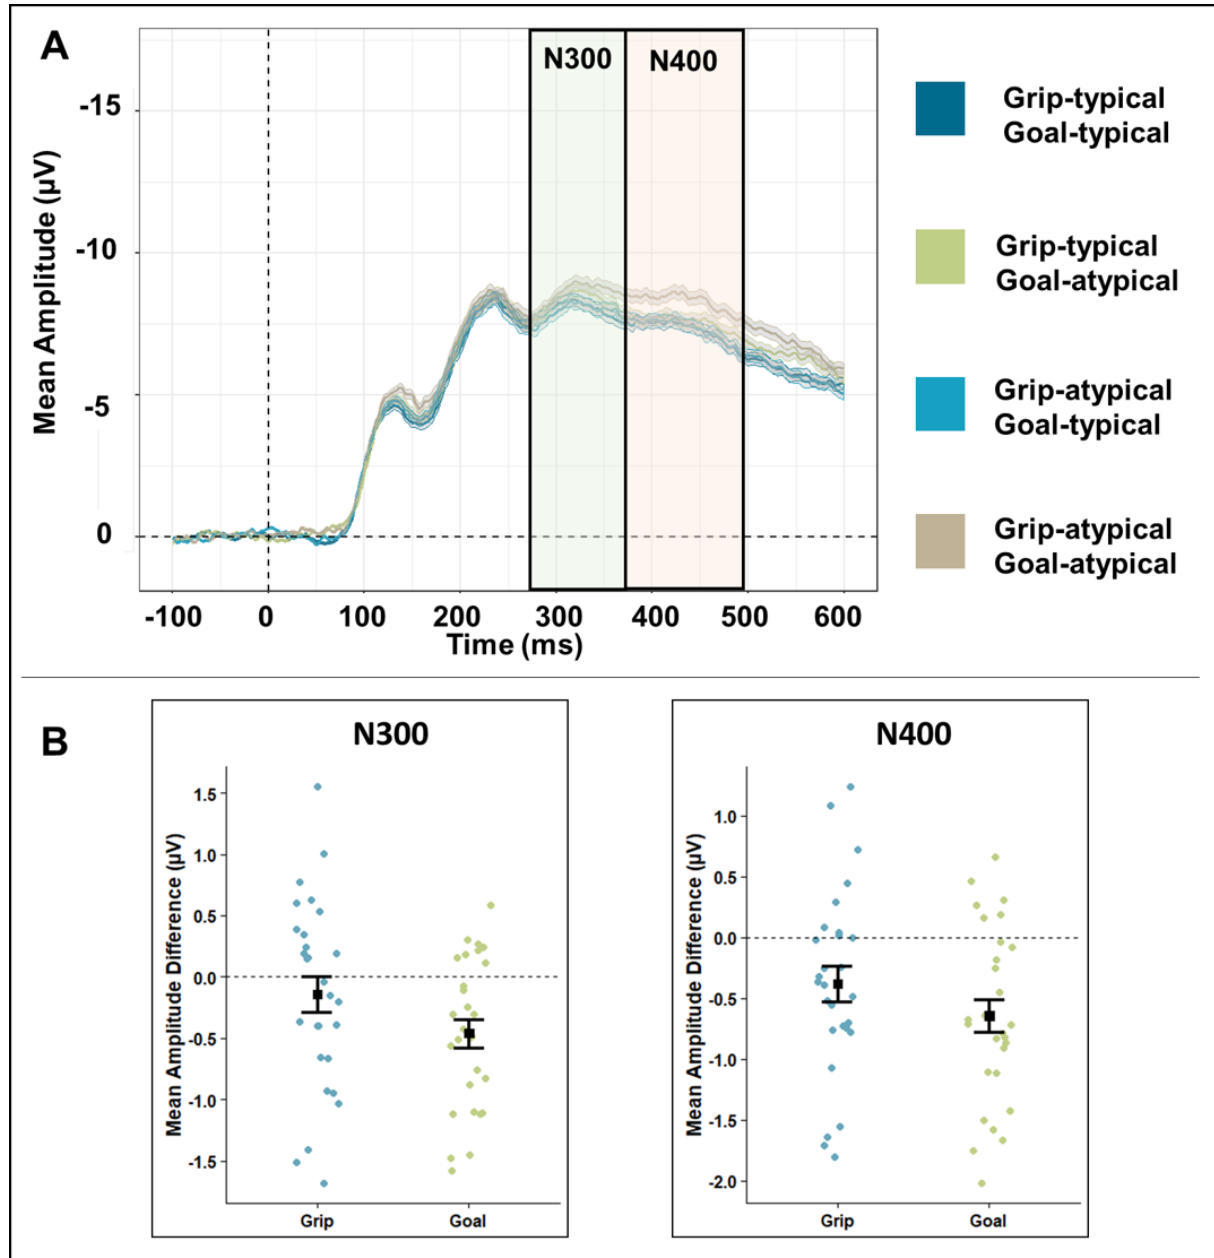 A
N300
N400
-15
-10
-5
0
Mean Amplitude (µV)
-100
0
100
200
300
400
500
600
Time (ms)
Grip-typical
Goal-typical
Grip-typical
Goal-atypical
Grip-atypical
Goal-typical
Grip-atypical
Goal-atypical
B
N300
Mean Amplitude Difference (µV)
1.5
1.0
0.5
0.0
-0.5
-1.0
-1.5
Grip
Goal
N400
Mean Amplitude Difference (µV)
1.0
0.5
0.0
-0.5
-1.0
-1.5
-2.0
Grip
Goal